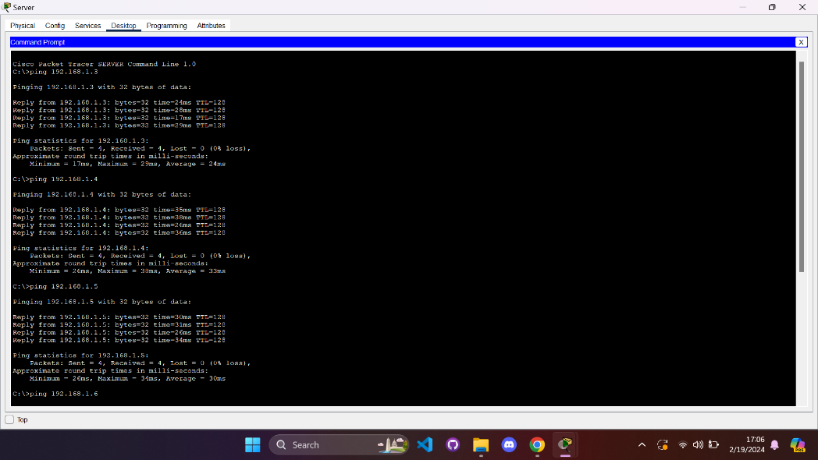 Server
Physical Config Services Desktop Programming Attributes
Command Prompt X
Cisco Packet Tracer SERVER Command Line 1.0
C:\>ping 192.168.1.3
Pinging 192.168.1.3 with 32 bytes of data:
Reply from 192.168.1.3: bytes=32 time=24ms TTL=128
Reply from 192.168.1.3: bytes=32 time=28ms TTL=128
Reply from 192.168.1.3: bytes=32 time=17ms TTL=128
Reply from 192.168.1.3: bytes=32 time=29ms TTL=128
Ping statistics for 192.168.1.3:
Packets: Sent = 4, Received = 4, Lost = 0 (0% loss),
Approximate round trip times in milli-seconds:
Minimum = 17ms, Maximum = 29ms, Average = 24ms
C:\>ping 192.168.1.4
Pinging 192.168.1.4 with 32 bytes of data:
Reply from 192.168.1.4: bytes=32 time=35ms TTL=128
Reply from 192.168.1.4: bytes=32 time=38ms TTL=128
Reply from 192.168.1.4: bytes=32 time=26ms TTL=128
Reply from 192.168.1.4: bytes=32 time=36ms TTL=128
Ping statistics for 192.168.1.4:
Packets: Sent = 4, Received = 4, Lost = 0 (0% loss),
Approximate round trip times in milli-seconds:
Minimum = 26ms, Maximum = 38ms, Average = 33ms
C:\>ping 192.168.1.5
Pinging 192.168.1.5 with 32 bytes of data:
Reply from 192.168.1.5: bytes=32 time=30ms TTL=128
Reply from 192.168.1.5: bytes=32 time=31ms TTL=128
Reply from 192.168.1.5: bytes=32 time=26ms TTL=128
Reply from 192.168.1.5: bytes=32 time=34ms TTL=128
Ping statistics for 192.168.1.5:
Packets: Sent = 4, Received = 4, Lost = 0 (0% loss),
Approximate round trip times in milli-seconds:
Minimum = 26ms, Maximum = 34ms, Average = 30ms
C:\>ping 192.168.1.6
Top
Search
17:06
2/19/2024